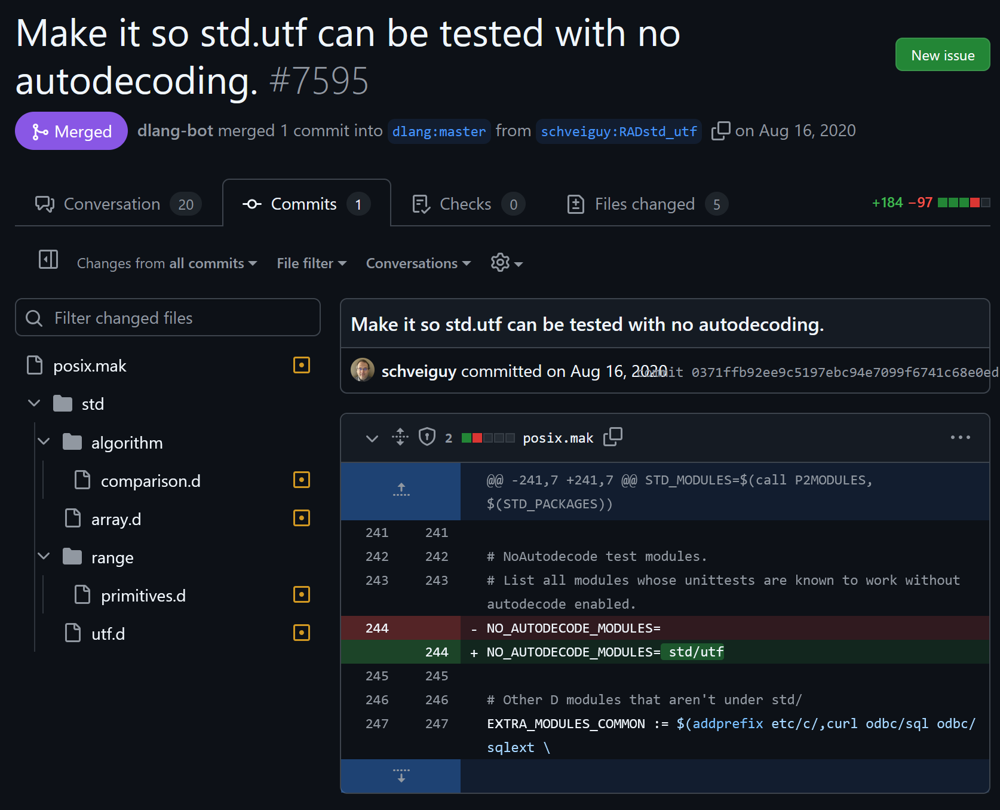 Make it so std.utf can be tested with no
autodecoding. #7595
New issue
Merged
dlang-bot merged 1 commit into dlang:master from schveiguy:RADstd_utf on Aug 16, 2020
Conversation 20
Commits 1
Checks 0
Files changed 5
+184 −97
Changes from all commits
File filter
Conversations
Filter changed files
posix.mak
std
algorithm
comparison.d
array.d
range
primitives.d
utf.d
Make it so std.utf can be tested with no autodecoding.
schveiguy committed on Aug 16, 2020 commit 0371ffb92ee9c5197ebc94e7099f6741c68e0ed
2 posix.mak
@@ -241,7 +241,7 @@ STD_MODULES=$(call P2MODULES,
$(STD_PACKAGES))
241 241
242 242 # NoAutodecode test modules.
243 243 # List all modules whose unittests are known to work without
autodecode enabled.
244 - NO_AUTODECODE_MODULES=
244 + NO_AUTODECODE_MODULES= std/utf
245 245
246 246 # Other D modules that aren't under std/
247 247 EXTRA_MODULES_COMMON := $(addprefix etc/c/,curl odbc/sql odbc/
sqlext \